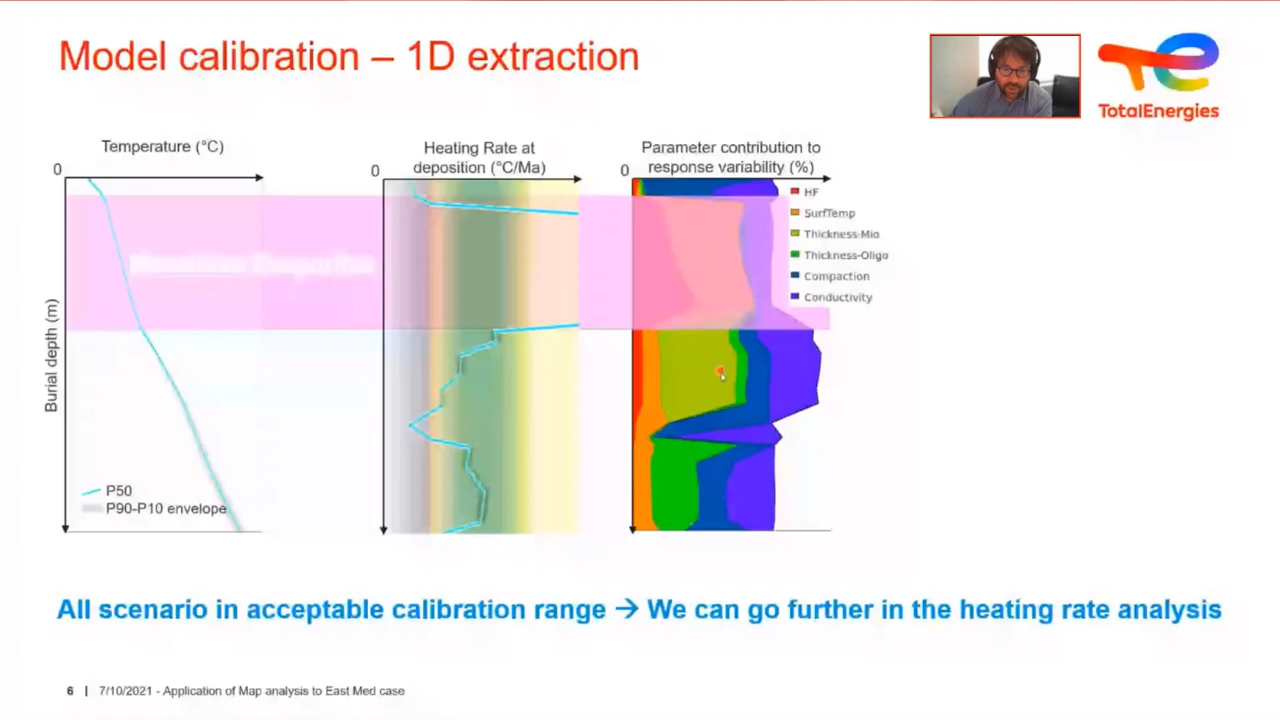 Model calibration – 1D extraction
TotalEnergies
Temperature (°C)
0
Burial depth (m)
P50
P90-P10 envelope
Heating Rate at
deposition (°C/Ma)
0
Parameter contribution to
response variability (%)
0
HF
SurfTemp
Thickness-Mio
Thickness-Oligo
Compaction
Conductivity
All scenario in acceptable calibration range → We can go further in the heating rate analysis
6 | 7/10/2021 - Application of Map analysis to East Med case